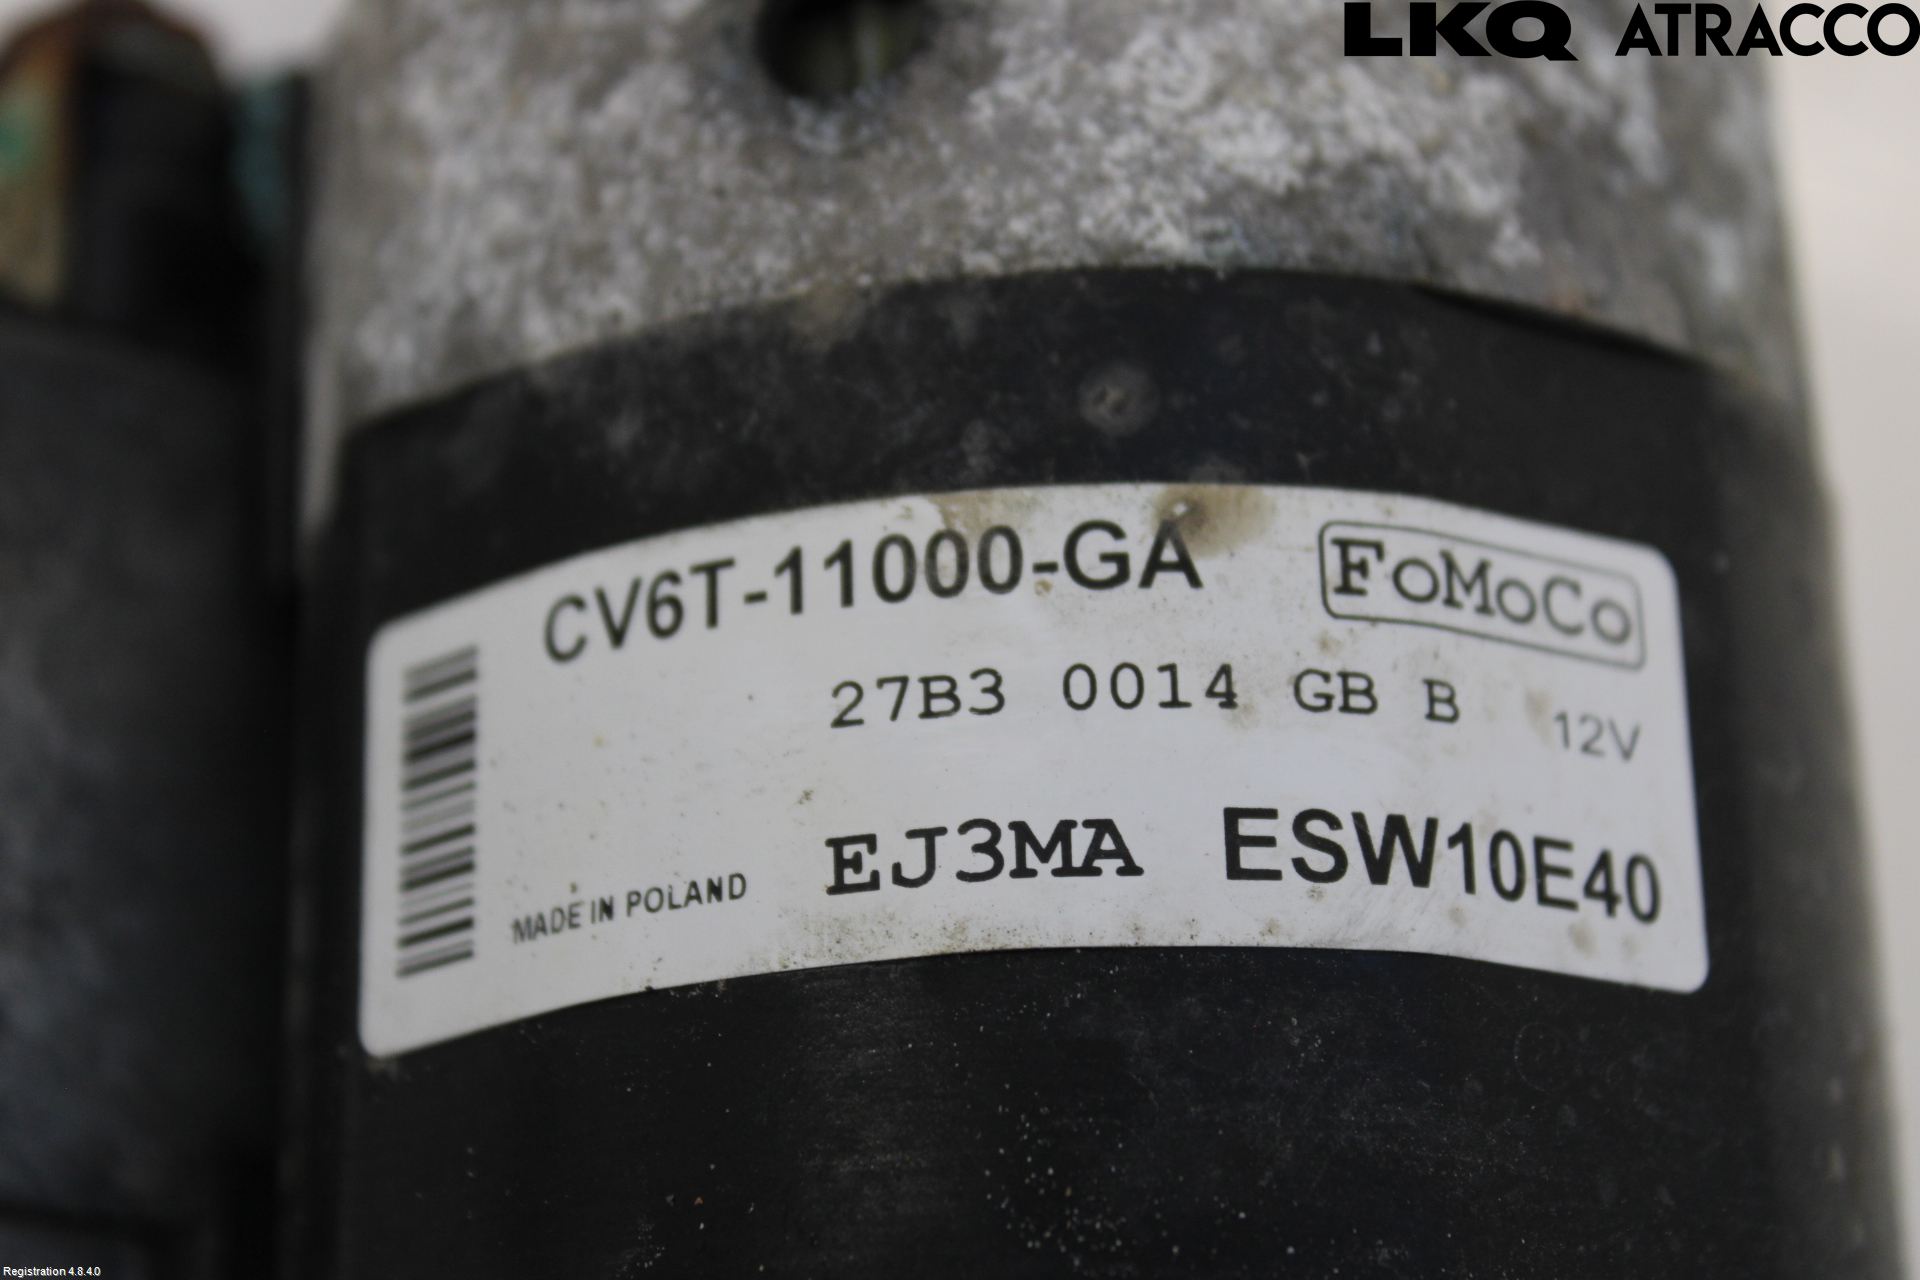 LKQ ATRACCO
CV6T-11000-GA
FoMoCo
27B3 0014 GB B
12V
MADE IN POLAND
EJ3MA ESW10E40
Registration 4.8.4.0